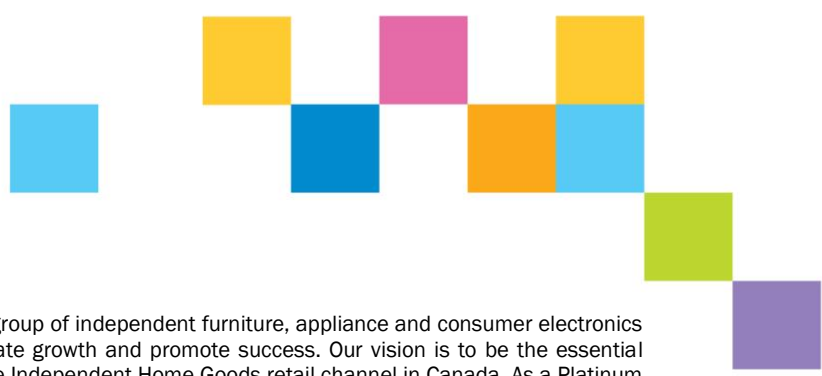 group of independent furniture, appliance and consumer electronics
ate growth and promote success. Our vision is to be the essential
e Independent Home Goods retail channel in Canada. As a Platinum